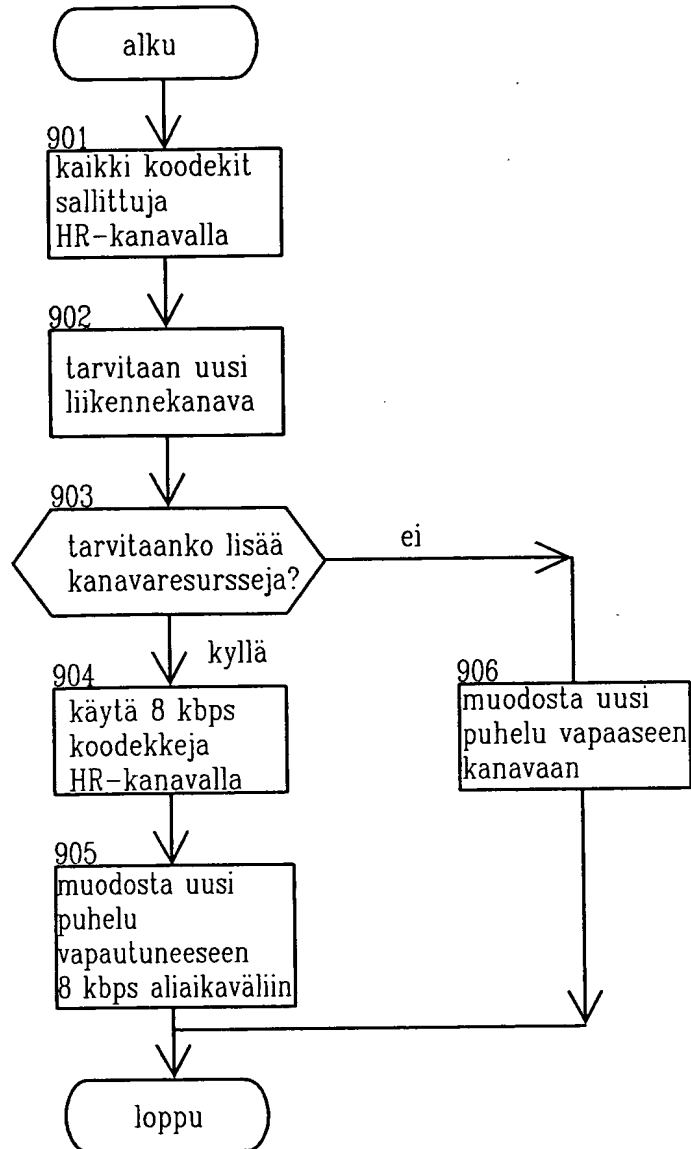 alku
901
kaikki koodekit
sallittuja
HR-kanavalla
902
tarvitaan uusi
liikennekanava
903
tarvitaanko lisää
kanavaresursseja?
ei
kyllä
904
käytä 8 kbps
koodekkeja
HR-kanavalla
906
muodosta uusi
puhelu vapaaseen
kanavaan
905
muodosta uusi
puhelu
vapautuneeseen
8 kbps aliaikaväliin
loppu